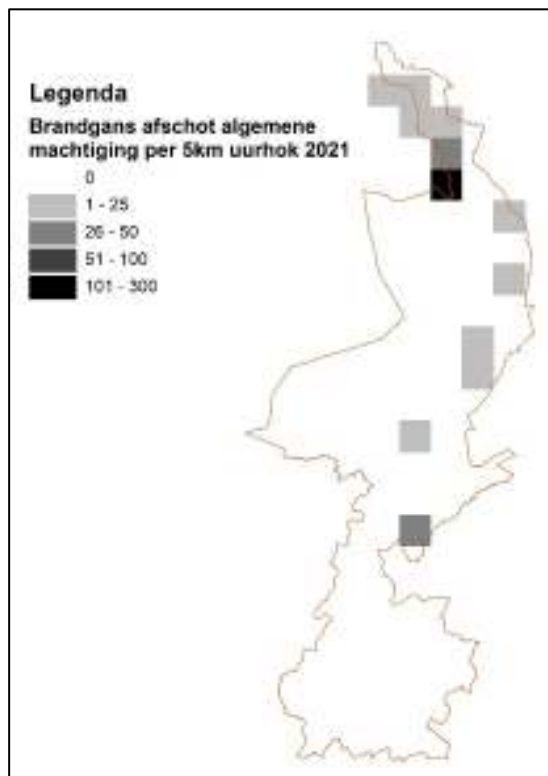 Legenda
Brandgans afschot algemene
machtiging per 5km uurhok 2021
0
1 - 25
26 - 50
51 - 100
101 - 300